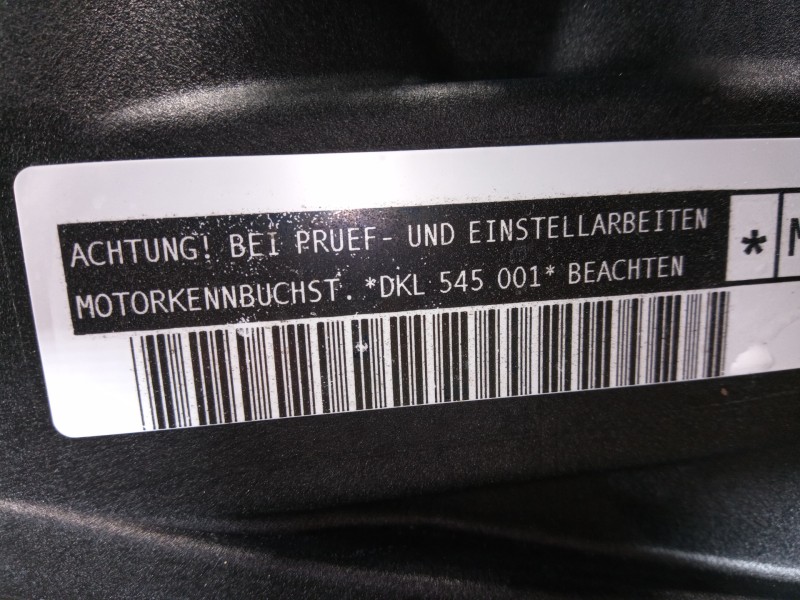 ACHTUNG! BEI PRUEF- UND EINSTELLARBEITEN
MOTORKENNBUCHST. *DKL 545 001* BEACHTEN
*